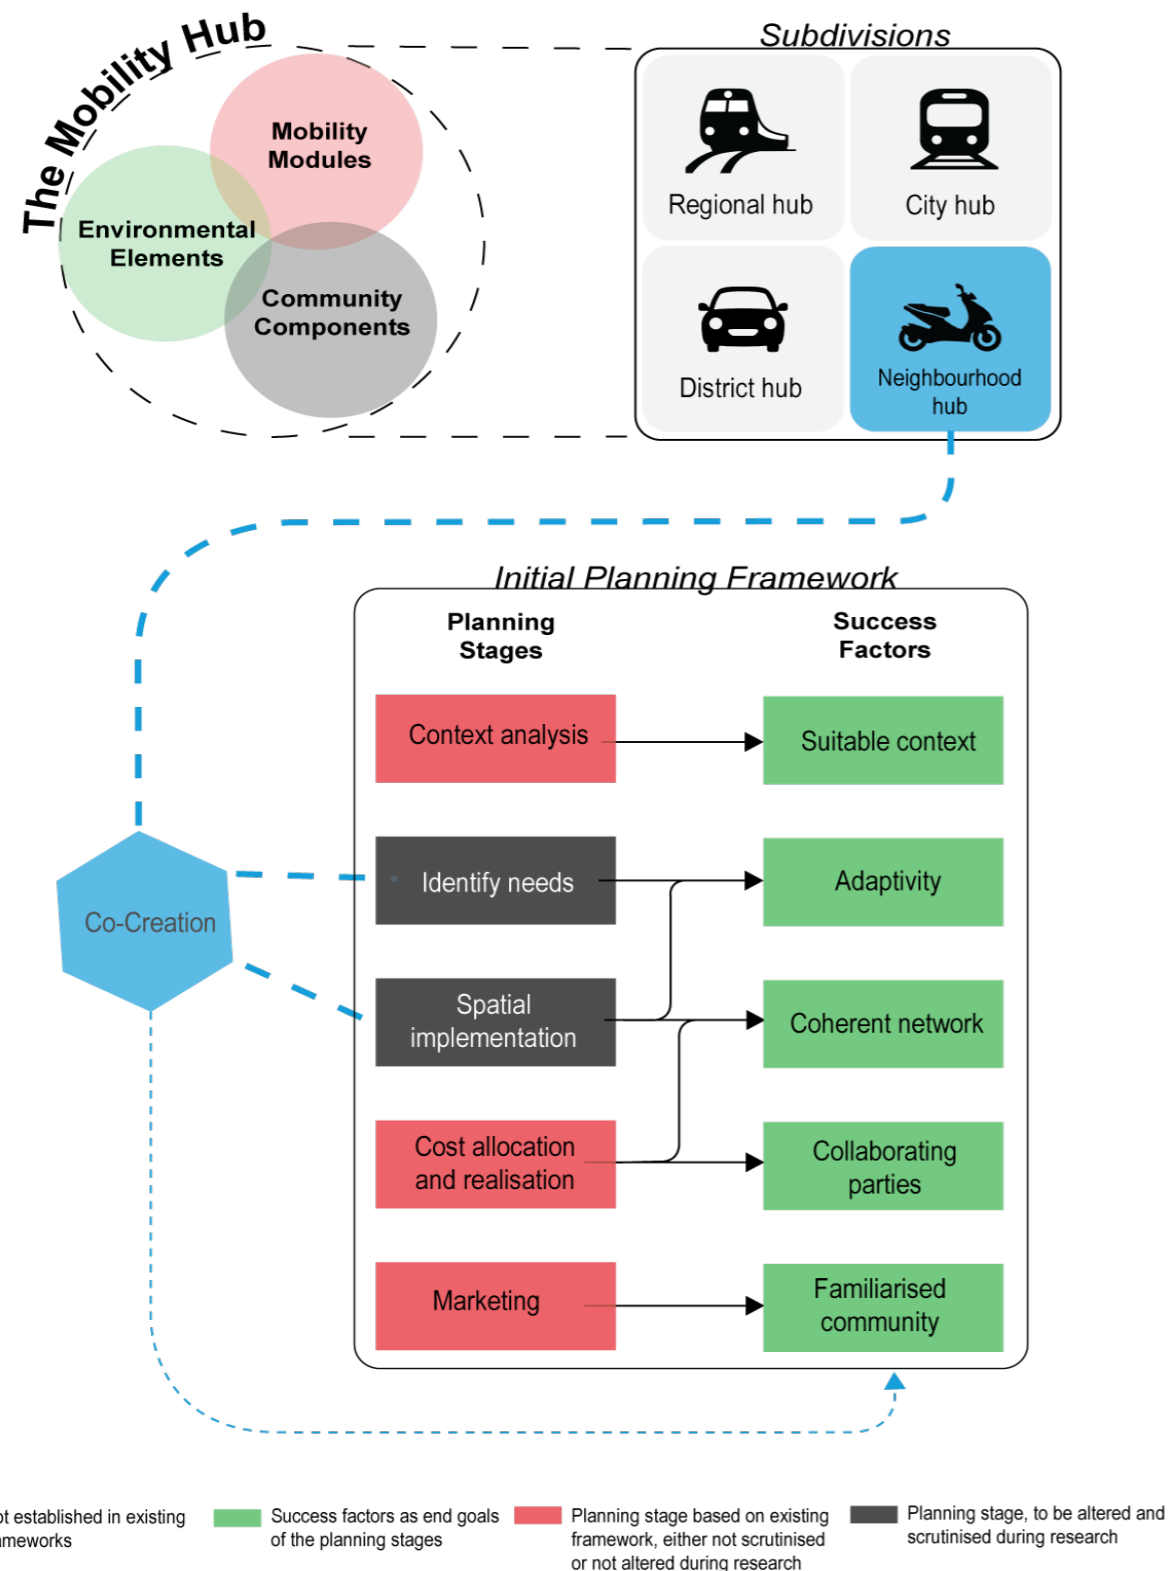 The Mobility Hub
Mobility
Modules
Environmental
Elements
Community
Components
Subdivisions
Regional hub
City hub
District hub
Neighbourhood
hub
Initial Planning Framework
Planning
Stages
Success
Factors
Context analysis
Suitable context
Identify needs
Adaptivity
Co-Creation
Spatial
implementation
Coherent network
Cost allocation
and realisation
Collaborating
parties
Marketing
Familiarised
community
established in existing
Success factors as end goals
of the planning stages
Planning stage based on existing
framework, either not scrutinised
or not altered during research
Planning stage, to be altered and
scrutinised during research